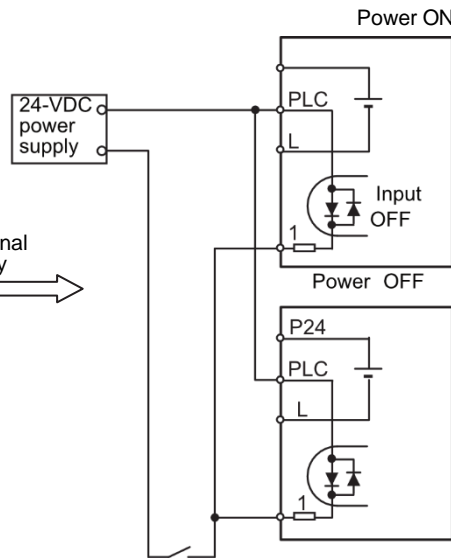 Power ON
24-VDC
power
supply
PLC
L
Input
OFF
1
Power OFF
P24
PLC
L
1